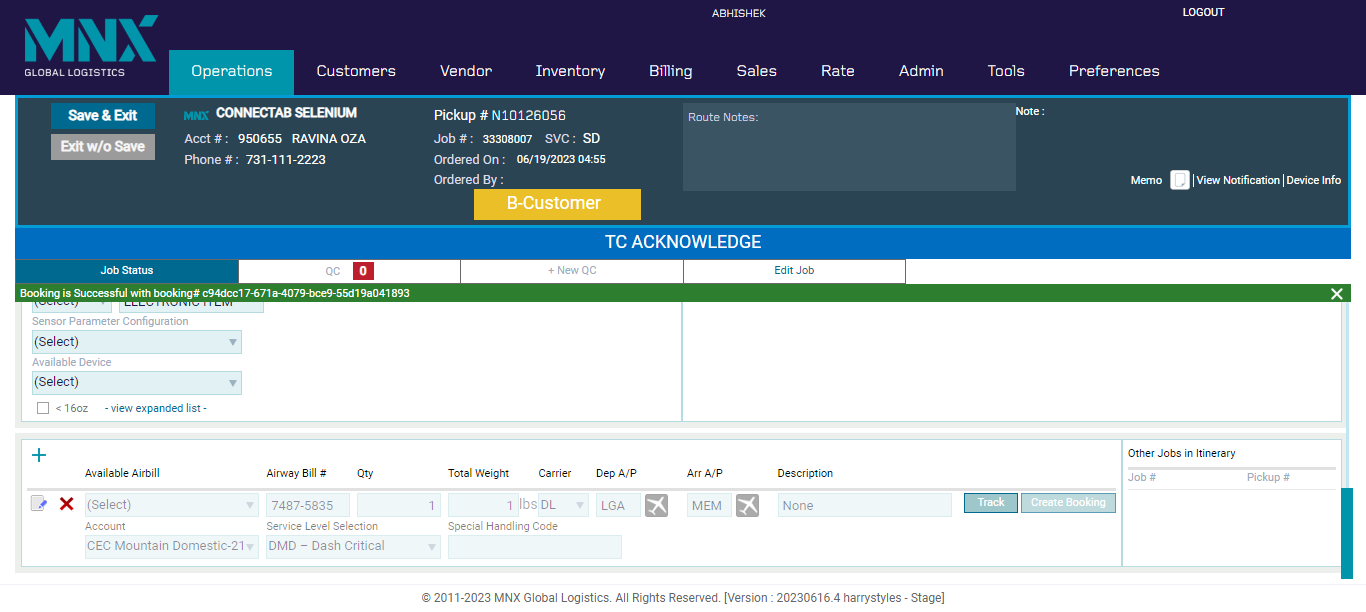 ABHISHEK
LOGOUT
MNX
GLOBAL LOGISTICS
Operations Customers Vendor Inventory Billing Sales Rate Admin Tools Preferences
Save & Exit
Exit w/o Save
MNX CONNECTAB SELENIUM
Acct # : 950655 RAVINA OZA
Phone # : 731-111-2223
Pickup # N10126056
Job # : 33308007 SVC : SD
Ordered On : 06/19/2023 04:55
Ordered By :
B-Customer
Route Notes:
Note :
Memo | View Notification | Device Info
TC ACKNOWLEDGE
Job Status QC 0 + New QC Edit Job
Booking is Successful with booking# c94dcc17-671a-4079-bce9-55d19a041893
(Select) ELECTRONIC ITEM
Sensor Parameter Configuration
(Select)
Available Device
(Select)
< 16oz - view expanded list -
Available Airbill Airway Bill # Qty Total Weight Carrier Dep A/P Arr A/P Description
(Select) 7487-5835 1 1 lbs DL LGA MEM None Track Create Booking
Account Service Level Selection Special Handling Code
CEC Mountain Domestic-21 DMD – Dash Critical
Other Jobs in Itinerary
Job # Pickup #
© 2011-2023 MNX Global Logistics. All Rights Reserved. [Version : 20230616.4 harrystyles - Stage]